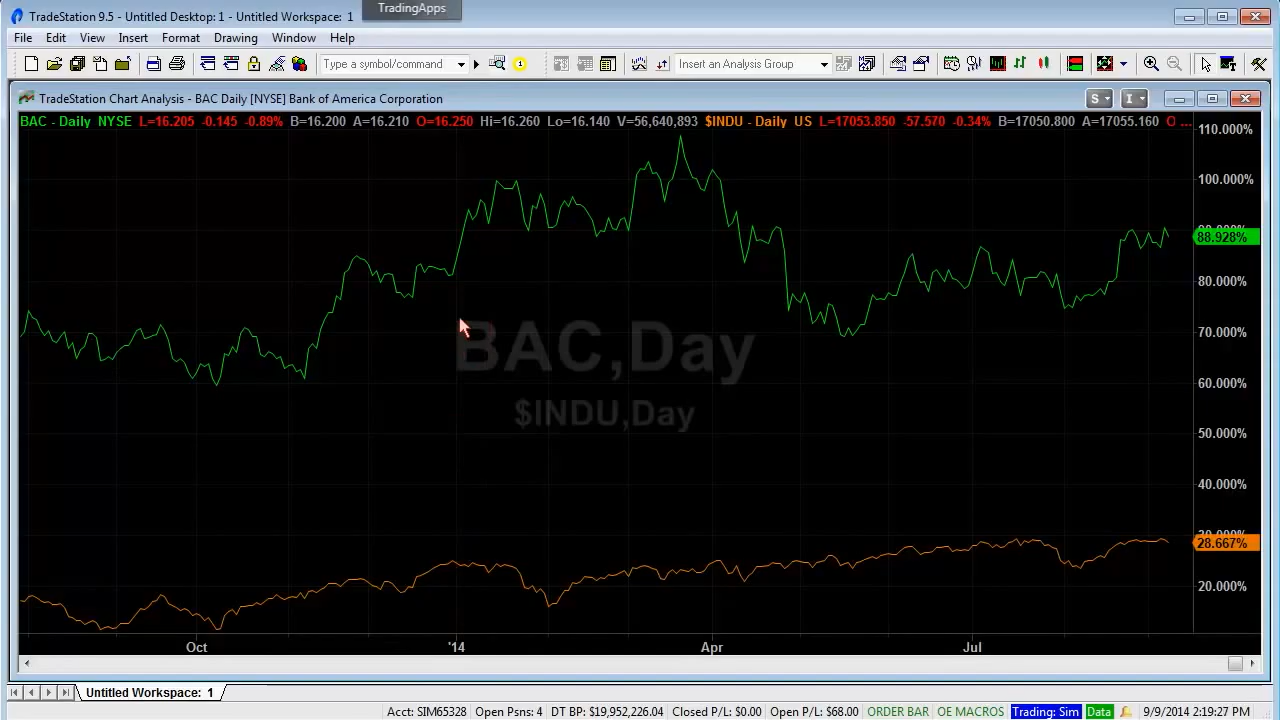 TradeStation 9.5 - Untitled Desktop: 1 - Untitled Workspace: 1
TradingApps
File Edit View Insert Format Drawing Window Help
Type a symbol/command
Insert an Analysis Group
TradeStation Chart Analysis - BAC Daily [NYSE] Bank of America Corporation
S I
BAC - Daily NYSE L=16.205 -0.145 -0.89% B=16.200 A=16.210 O=16.250 Hi=16.260 Lo=16.140 V=56,640,893 $INDU - Daily US L=17053.850 -57.570 -0.34% B=17050.800 A=17055.160 O ...
110.000%
100.000%
88.928%
80.000%
70.000%
60.000%
50.000%
40.000%
28.667%
20.000%
BAC,Day
$INDU,Day
Oct '14 Apr Jul
Untitled Workspace: 1
Acct: SIM65328 Open Psns: 4 DT BP: $19,952,226.04 Closed P/L: $0.00 Open P/L: $68.00 ORDER BAR OE MACROS Trading: Sim Data 9/9/2014 2:19:27 PM